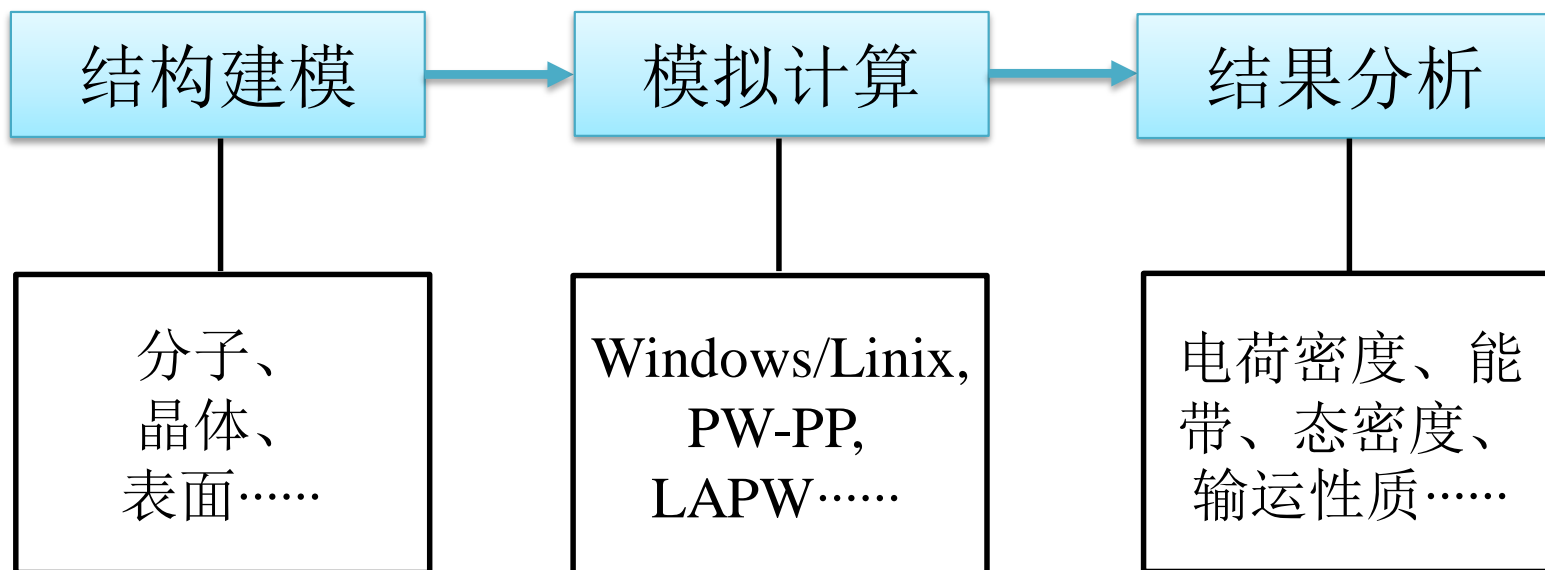 结构建模
模拟计算
结果分析
分子、
晶体、
表面……
Windows/Linix,
PW-PP,
LAPW……
电荷密度、能
带、态密度、
输运性质……